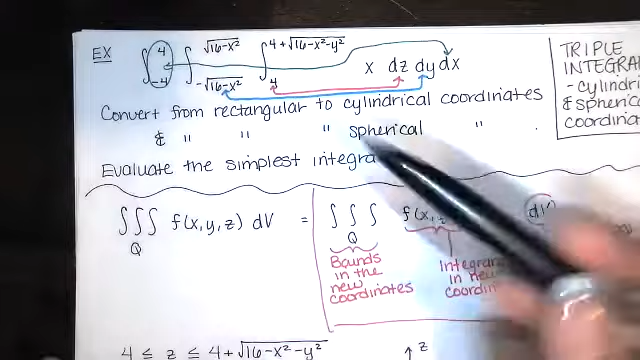 EX ∫_{-4}^{4} ∫_{-√(16-x²)}^{√(16-x²)} ∫_{4}^{4+√(16-x²-y²)} x dz dy dx
TRIPLE
INTEGRA
- cylindri
& spherica
coordina
Convert from rectangular to cylindrical coordinates
& " " " spherical " .
Evaluate the simplest integra
∫∫∫_Q f(x,y,z) dV = ∫∫∫_Q f(x, z dV
Bounds
in the
new
coordinates
Integran
in new
coordin
4 ≤ z ≤ 4+√(16-x²-y²)
z